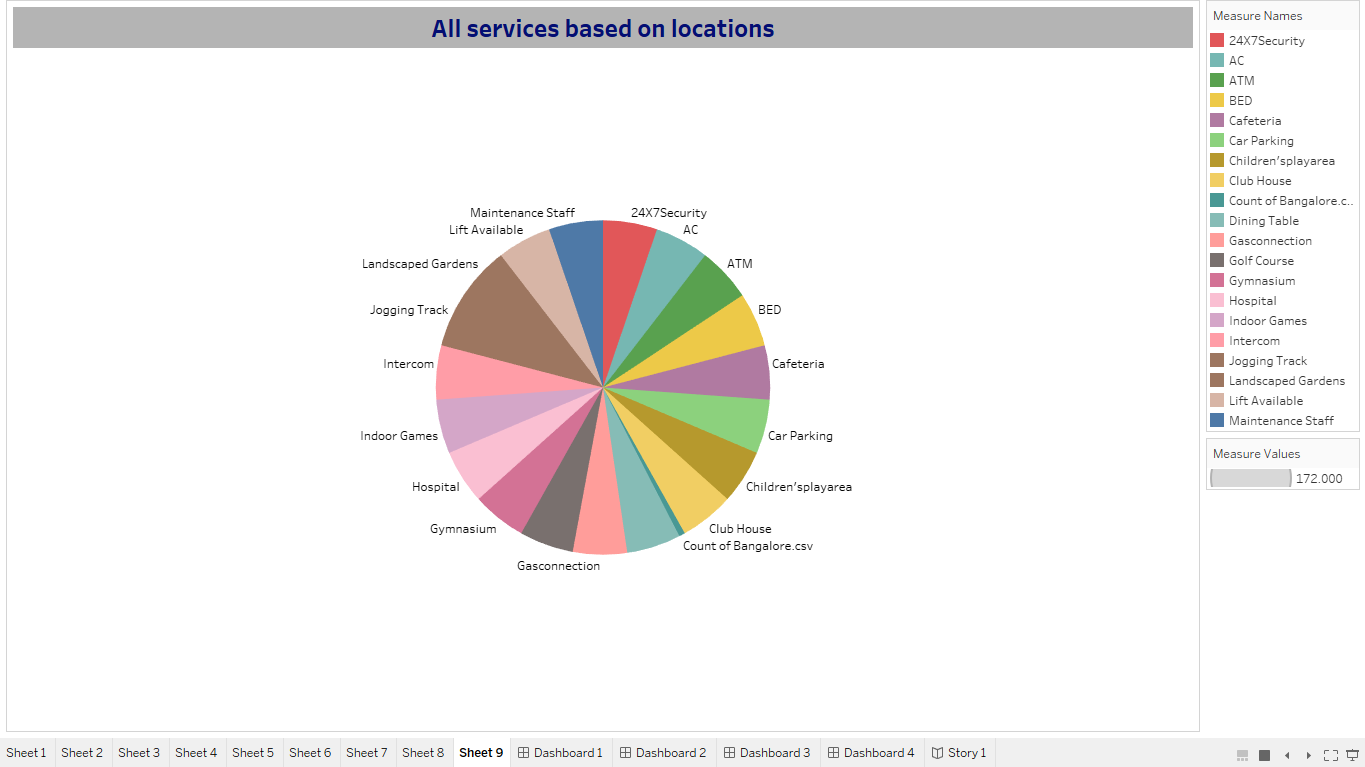 All services based on locations
Maintenance Staff
24X7Security
Lift Available
AC
Landscaped Gardens
ATM
Jogging Track
BED
Intercom
Cafeteria
Indoor Games
Car Parking
Hospital
Children'splayarea
Gymnasium
Club House
Count of Bangalore.csv
Gasconnection
Measure Names
24X7Security
AC
ATM
BED
Cafeteria
Car Parking
Children'splayarea
Club House
Count of Bangalore.c..
Dining Table
Gasconnection
Golf Course
Gymnasium
Hospital
Indoor Games
Intercom
Jogging Track
Landscaped Gardens
Lift Available
Maintenance Staff
Measure Values
172.000
Sheet 1 Sheet 2 Sheet 3 Sheet 4 Sheet 5 Sheet 6 Sheet 7 Sheet 8 Sheet 9 Dashboard 1 Dashboard 2 Dashboard 3 Dashboard 4 Story 1